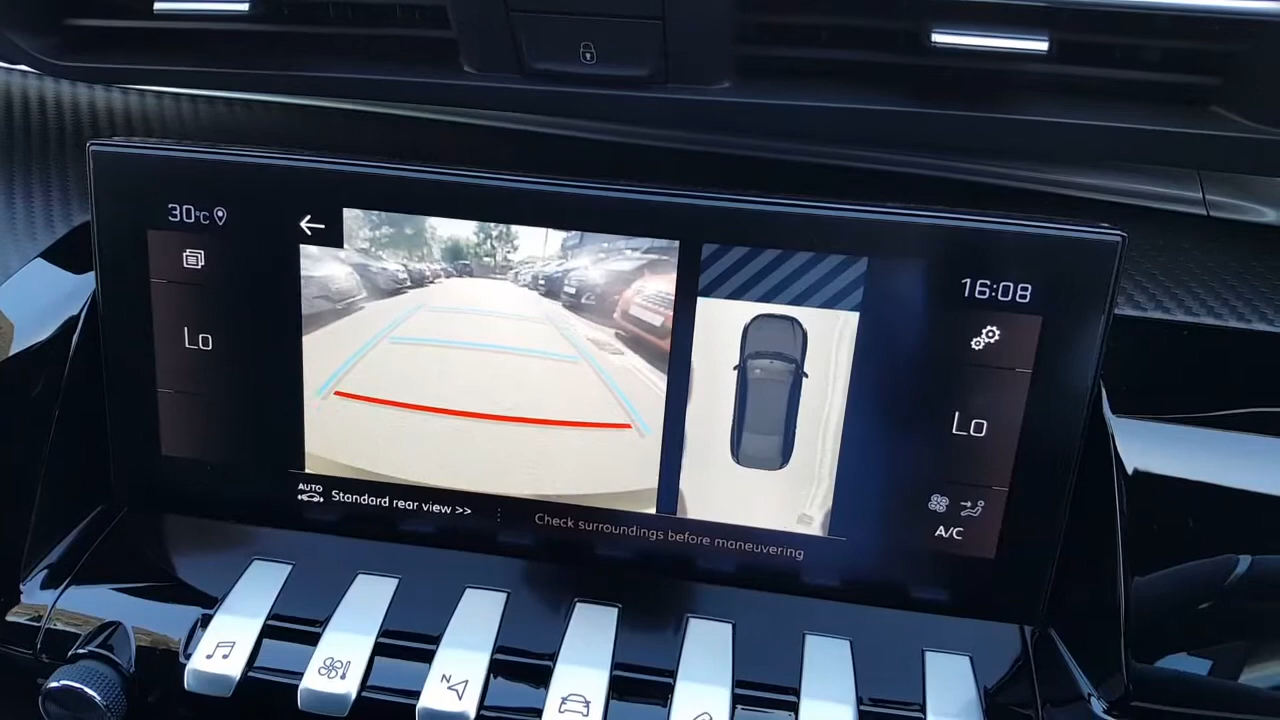 30°C
16:08
Lo
Lo
A/C
AUTO
Standard rear view >>
Check surroundings before maneuvering
N